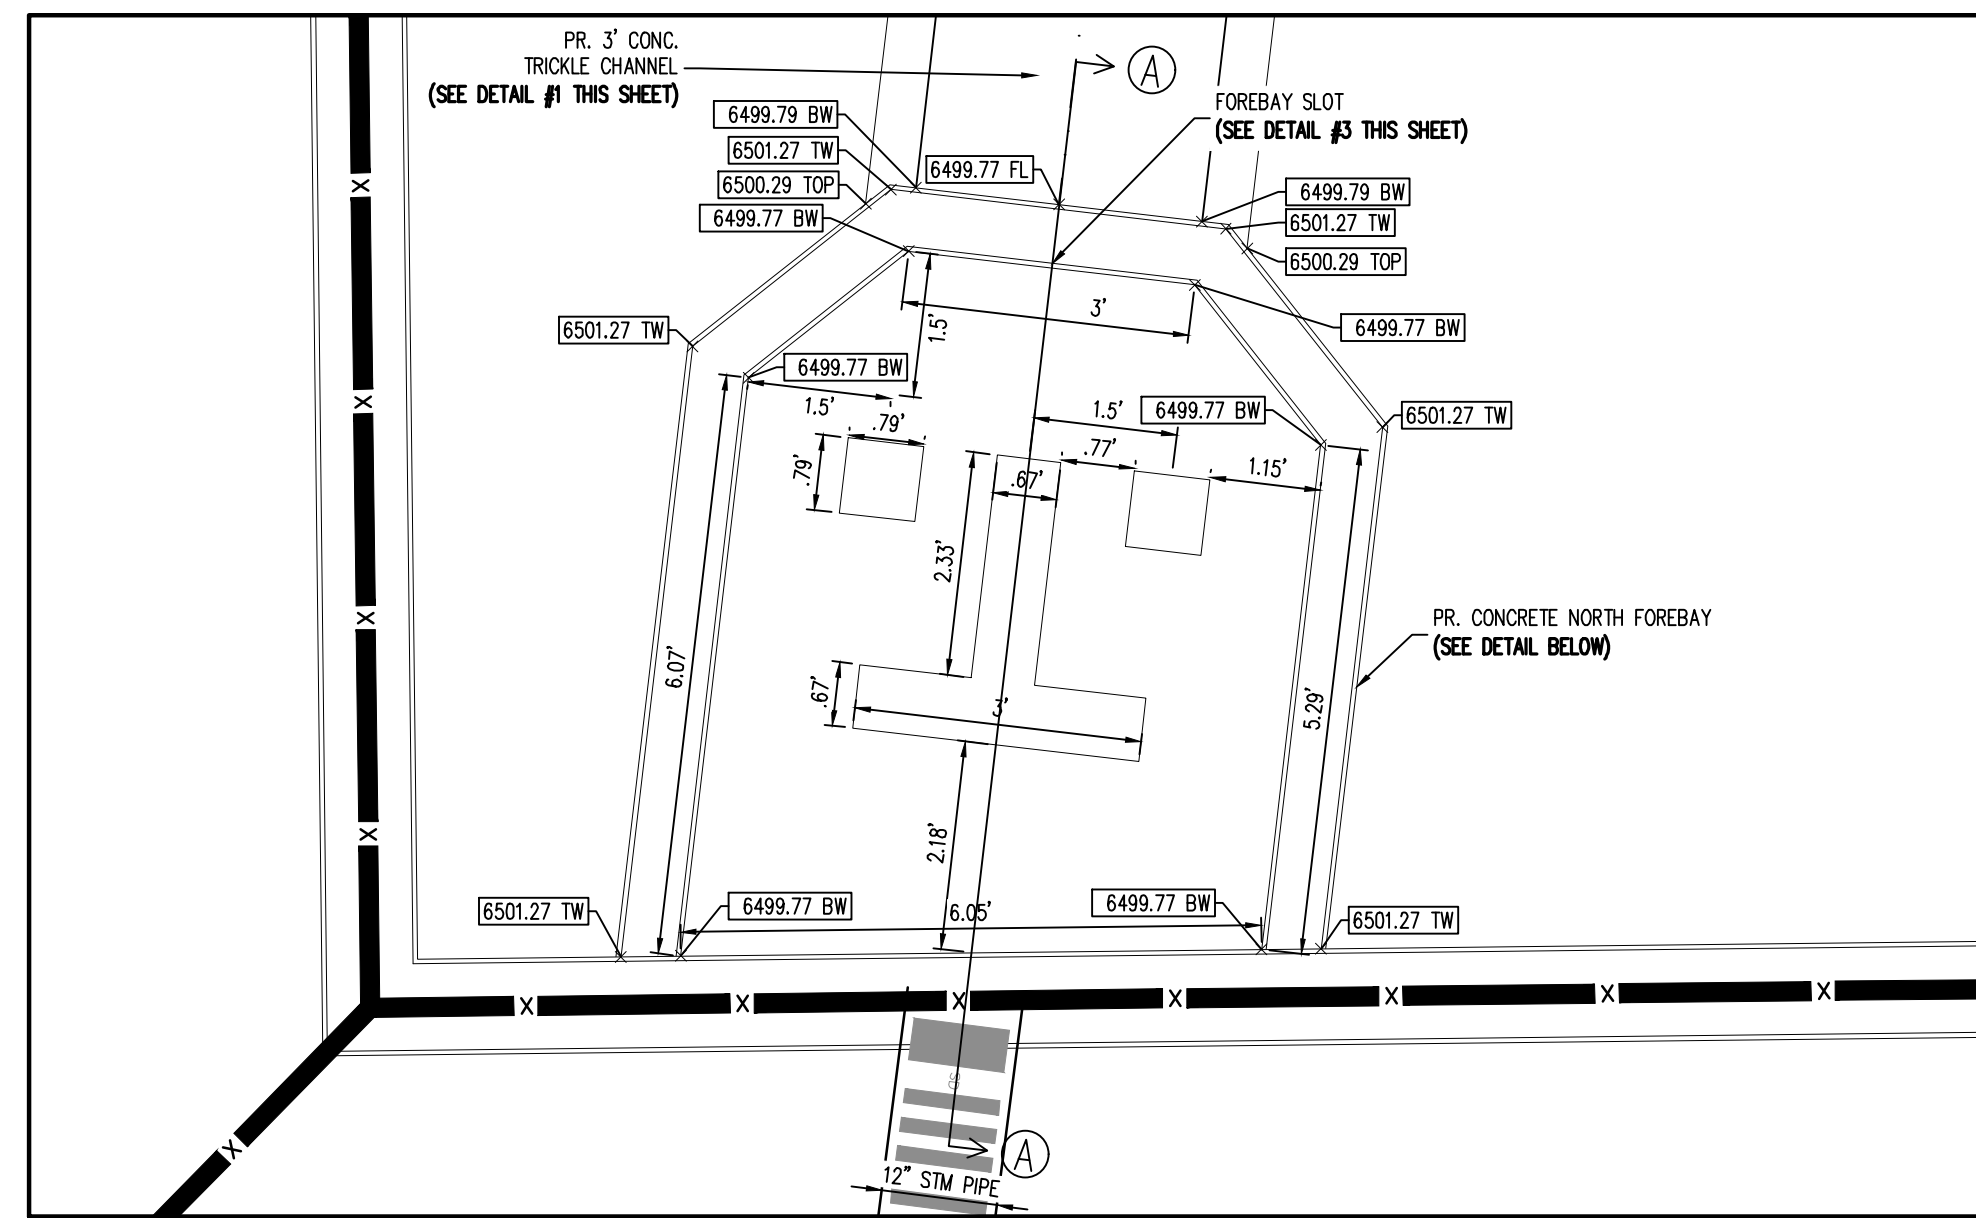 PR. 3' CONC.
TRICKLE CHANNEL
(SEE DETAIL #1 THIS SHEET)
A
FOREBAY SLOT
(SEE DETAIL #3 THIS SHEET)
6499.79 BW
6501.27 TW
6500.29 TOP
6499.77 BW
6499.77 FL
6499.79 BW
6501.27 TW
6500.29 TOP
6499.77 BW
3'
1.5'
6501.27 TW
6499.77 BW
1.5'
.79'
.79'
1.5'
6499.77 BW
6501.27 TW
.77'
1.15'
.67'
2.33'
PR. CONCRETE NORTH FOREBAY
(SEE DETAIL BELOW)
6.07'
.67'
3'
5.29'
2.18'
6501.27 TW
6499.77 BW
6.05'
6499.77 BW
6501.27 TW
X
X
X
X
X
X
X
X
X
X
X
X
SD
A
12" STM PIPE